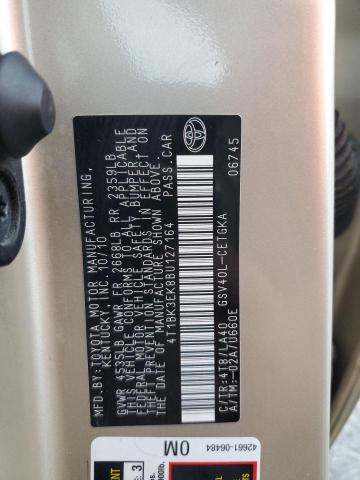 MFD. BY: TOYOTA MOTOR MANUFACTURING,
KENTUCKY, INC. 10/10
GVWR 4535LB GAWR FR 2668LB RR 2359LB
THIS VEHICLE CONFORMS TO ALL APPLICABLE
FEDERAL MOTOR VEHICLE SAFETY, BUMPER, AND
THEFT PREVENTION STANDARDS IN EFFECT ON
THE DATE OF MANUFACTURE SHOWN ABOVE.
4T1BK3EK8BU127164 PASS.CAR
C/TR: 4T8/LA40 GSV40L-CETGKA
A/TM: -02A/U660E 06745
42661-06484
0M
3